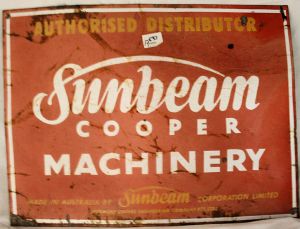 AUTHORISED DISTRIBUTOR
Sunbeam
COOPER
MACHINERY
MADE IN AUSTRALIA BY Sunbeam CORPORATION LIMITED